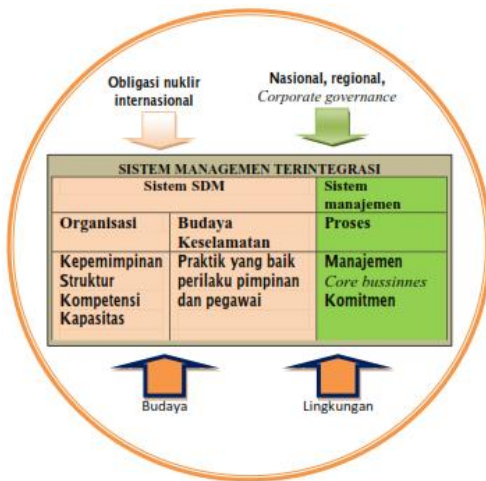 Obligasi nuklir
internasional
Nasional, regional,
Corporate governance
SISTEM MANAGEMEN TERINTEGRASI
Sistem SDM
Sistem
manajemen
Organisasi
Budaya
Keselamatan
Proses
Kepemimpinan
Struktur
Kompetensi
Kapasitas
Praktik yang baik
perilaku pimpinan
dan pegawai
Manajemen
Core bussinnes
Komitmen
Budaya
Lingkungan